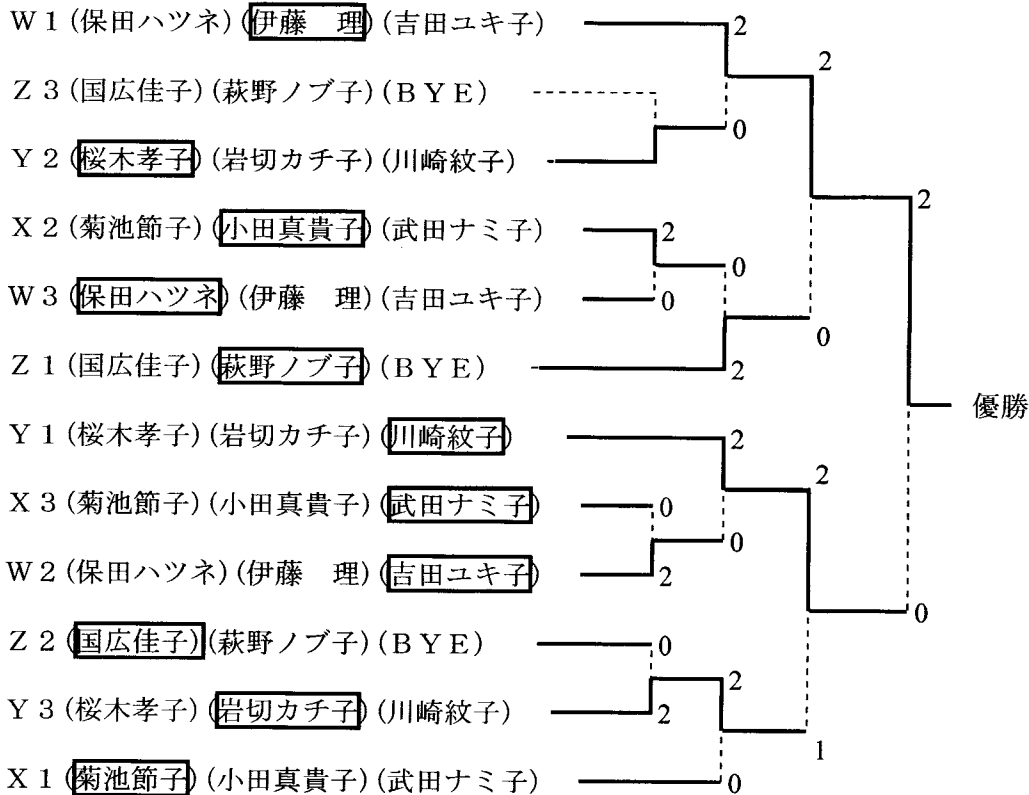 W1(保田ハツネ)(伊藤　理)(吉田ユキ子) 2
2
Z3(国広佳子)(萩野ノブ子)(BYE)
0
Y2(桜木孝子)(岩切カチ子)(川崎紋子)
2
X2(菊池節子)(小田真貴子)(武田ナミ子) 2
0
W3(保田ハツネ)(伊藤　理)(吉田ユキ子) 0
0
Z1(国広佳子)(萩野ノブ子)(BYE) 2
優勝
Y1(桜木孝子)(岩切カチ子)(川崎紋子) 2
2
X3(菊池節子)(小田真貴子)(武田ナミ子) 0
0
W2(保田ハツネ)(伊藤　理)(吉田ユキ子) 2
0
Z2(国広佳子)(萩野ノブ子)(BYE) 0
2
Y3(桜木孝子)(岩切カチ子)(川崎紋子) 2
1
X1(菊池節子)(小田真貴子)(武田ナミ子) 0